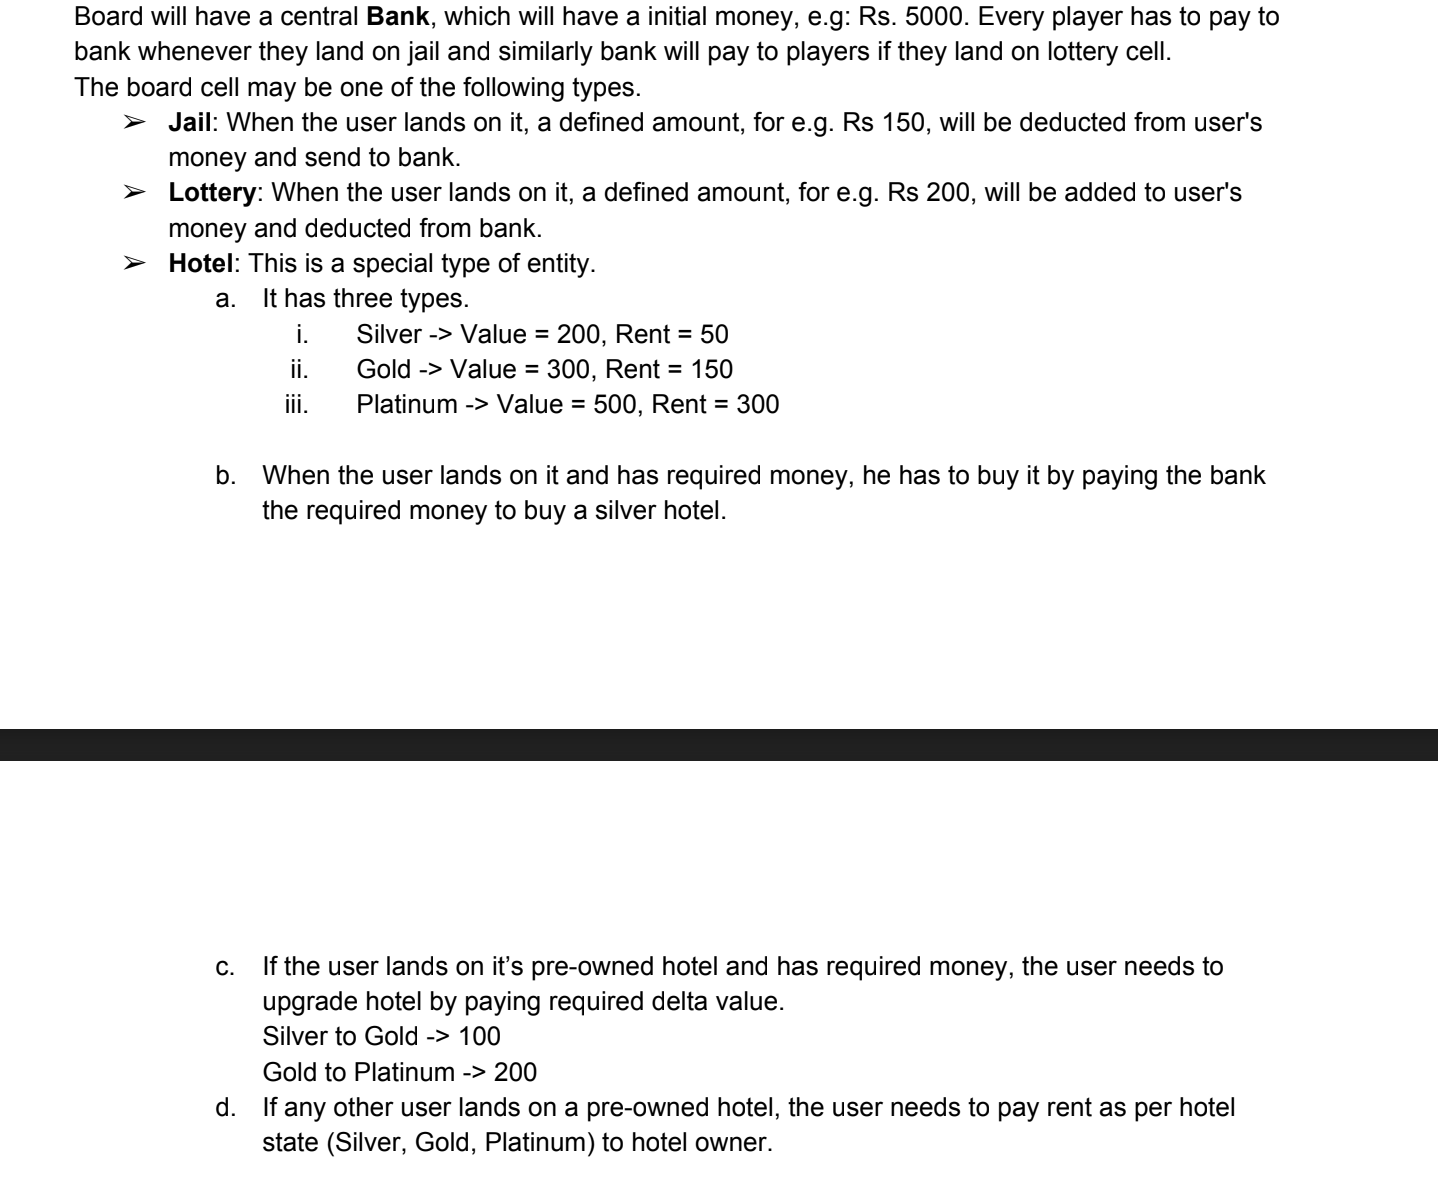 Board will have a central Bank, which will have a initial money, e.g: Rs. 5000. Every player has to pay to
bank whenever they land on jail and similarly bank will pay to players if they land on lottery cell.
The board cell may be one of the following types.
➢ Jail: When the user lands on it, a defined amount, for e.g. Rs 150, will be deducted from user's
money and send to bank.
➢ Lottery: When the user lands on it, a defined amount, for e.g. Rs 200, will be added to user's
money and deducted from bank.
➢ Hotel: This is a special type of entity.
a. It has three types.
i. Silver -> Value = 200, Rent = 50
ii. Gold -> Value = 300, Rent = 150
iii. Platinum -> Value = 500, Rent = 300
b. When the user lands on it and has required money, he has to buy it by paying the bank
the required money to buy a silver hotel.
c. If the user lands on it’s pre-owned hotel and has required money, the user needs to
upgrade hotel by paying required delta value.
Silver to Gold -> 100
Gold to Platinum -> 200
d. If any other user lands on a pre-owned hotel, the user needs to pay rent as per hotel
state (Silver, Gold, Platinum) to hotel owner.